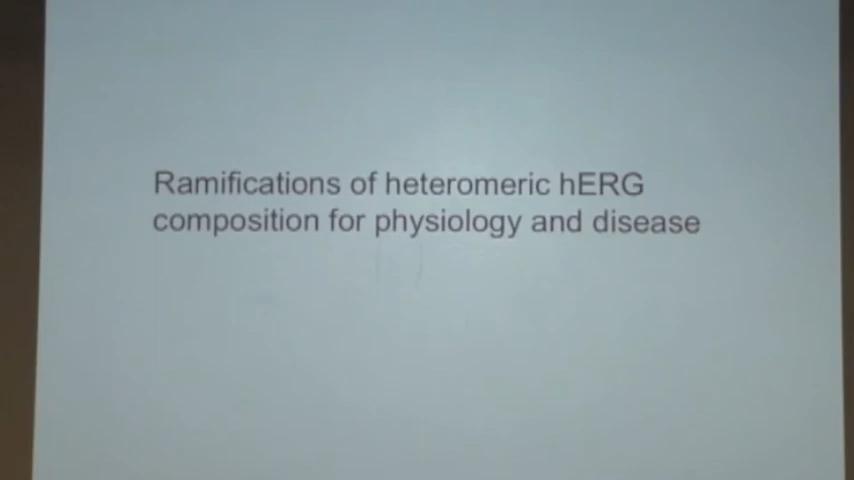 Ramifications of heteromeric hERG
composition for physiology and disease